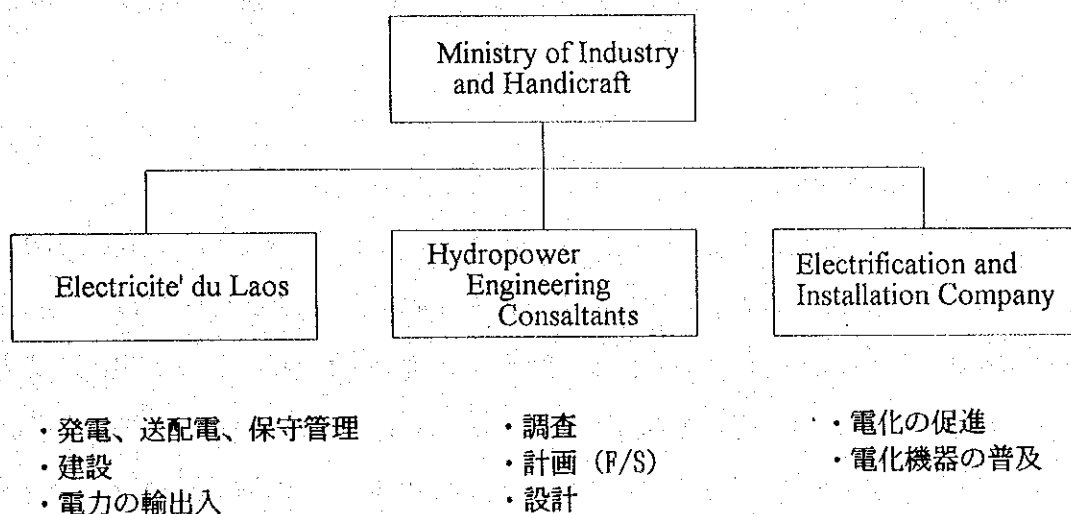 Ministry of Industry
and Handicraft
Electricite' du Laos
Hydropower
Engineering
Consaltants
Electrification and
Installation Company
・発電、送配電、保守管理
・建設
・電力の輸出入
・調査
・計画 (F/S)
・設計
・電化の促進
・電化機器の普及